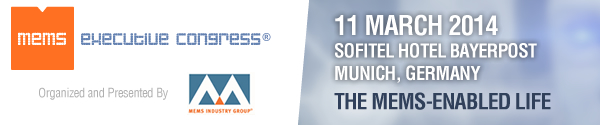 mems executive congress®
Organized and Presented By
MEMS INDUSTRY GROUP®
11 MARCH 2014
SOFITEL HOTEL BAYERPOST
MUNICH, GERMANY
THE MEMS-ENABLED LIFE